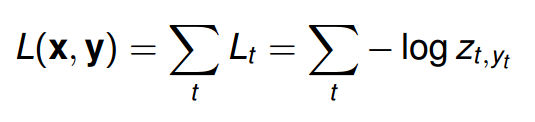 L(𝐱, 𝐲) = ∑_t L_t = ∑_t − log z_{t,y_t}